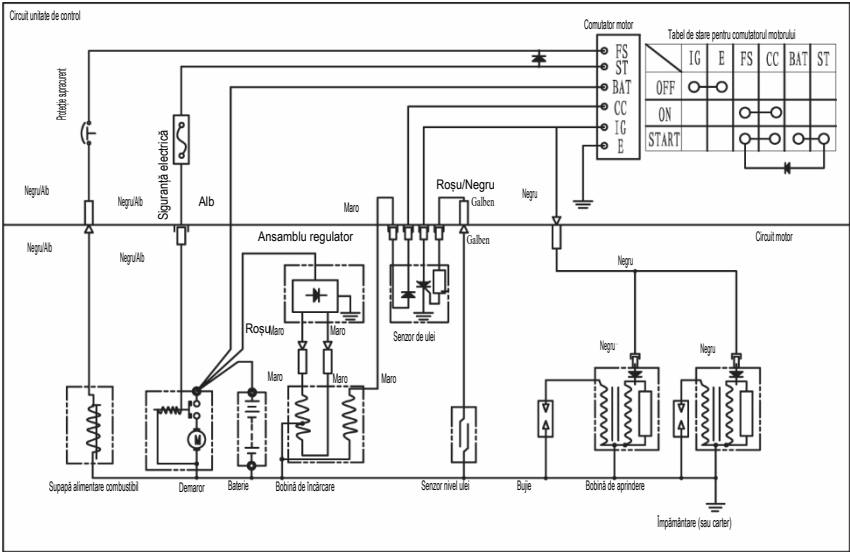 Circuit unitate de control
Comutator motor
Tabel de stare pentru comutatorul motorului
FS
ST
BAT
CC
IG
E
IG E FS CC BAT ST
OFF
ON
START
Protecție supracurent
Siguranță electrică
Negru/Alb
Negru/Alb
Alb
Maro
Roșu/Negru
Galben
Negru
Negru/Alb
Negru/Alb
Ansamblu regulator
Galben
Circuit motor
Negru
Roșu
Maro
Maro
Senzor de ulei
Negru
Negru
Maro
Maro
Maro
M
Supapă alimentare combustibil
Demaror
Baterie
Bobină de încărcare
Senzor nivel ulei
Bujie
Bobină de aprindere
Împământare (sau carter)